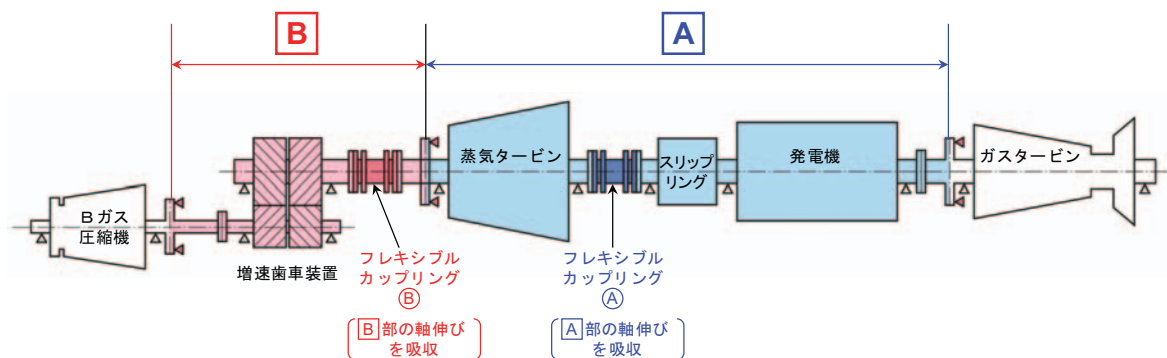 B
A
蒸気タービン
スリップ
リング
発電機
ガスタービン
Bガス
圧縮機
増速歯車装置
フレキシブル
カップリング
Ⓑ
B部の軸伸び
を吸収
フレキシブル
カップリング
Ⓐ
A部の軸伸び
を吸収